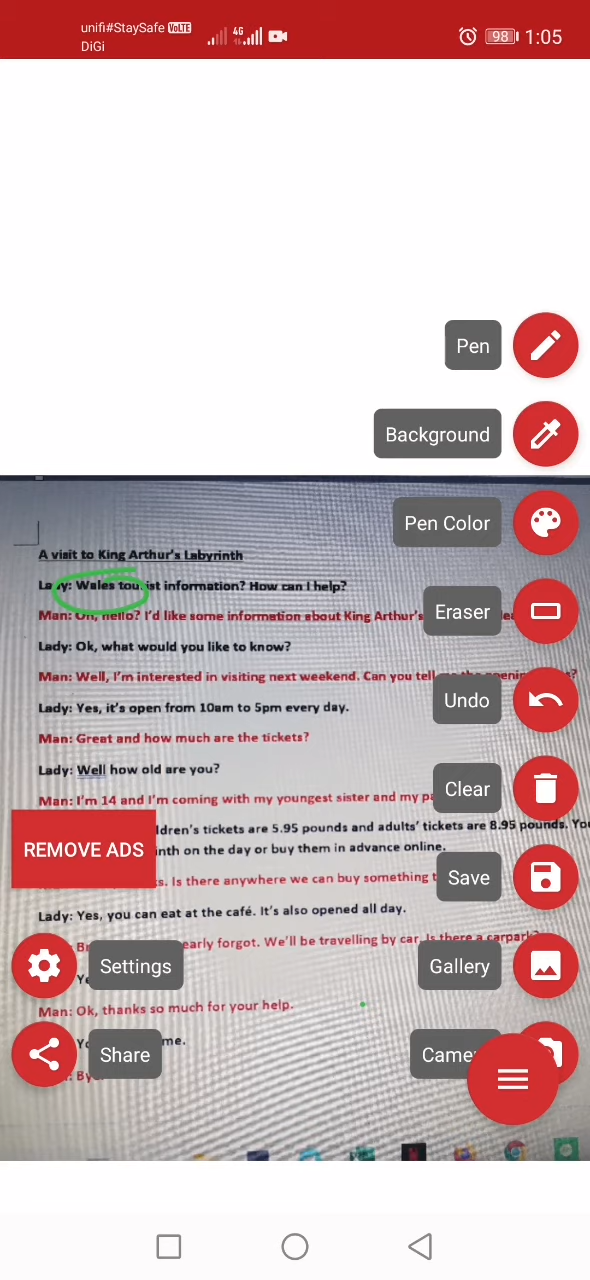 unifi#StaySafe VoLTE
DiGi
4G
98
1:05
Pen
Background
Pen Color
A visit to King Arthur's Labyrinth
Lady: Wales tourist information? How can I help?
Man: Oh, hello? I'd like some information about King Arthur's
Eraser
Lady: Ok, what would you like to know?
Man: Well, I'm interested in visiting next weekend. Can you tell
Undo
Lady: Yes, it's open from 10am to 5pm every day.
Man: Great and how much are the tickets?
Lady: Well how old are you?
Clear
Man: I'm 14 and I'm coming with my youngest sister and my
tickets are 5.95 pounds and adults' tickets are 8.95 pounds.
REMOVE ADS
on the day or buy them in advance online.
Save
Is there anywhere we can buy something
Lady: Yes, you can eat at the café. It's also opened all day.
forgot. We'll be travelling by car. Is there a carpark?
Settings
Gallery
Man: Ok, thanks so much for your help.
Share